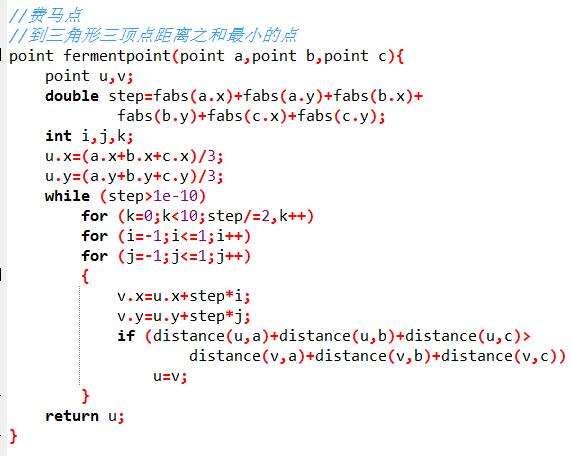 //费马点
//到三角形三顶点距离之和最小的点
point fermentpoint(point a,point b,point c){
    point u,v;
    double step=fabs(a.x)+fabs(a.y)+fabs(b.x)+
            fabs(b.y)+fabs(c.x)+fabs(c.y);
    int i,j,k;
    u.x=(a.x+b.x+c.x)/3;
    u.y=(a.y+b.y+c.y)/3;
    while (step>1e-10)
        for (k=0;k<10;step/=2,k++)
        for (i=-1;i<=1;i++)
        for (j=-1;j<=1;j++)
        {
            v.x=u.x+step*i;
            v.y=u.y+step*j;
            if (distance(u,a)+distance(u,b)+distance(u,c)>
                    distance(v,a)+distance(v,b)+distance(v,c))
                u=v;
        }
    return u;
}